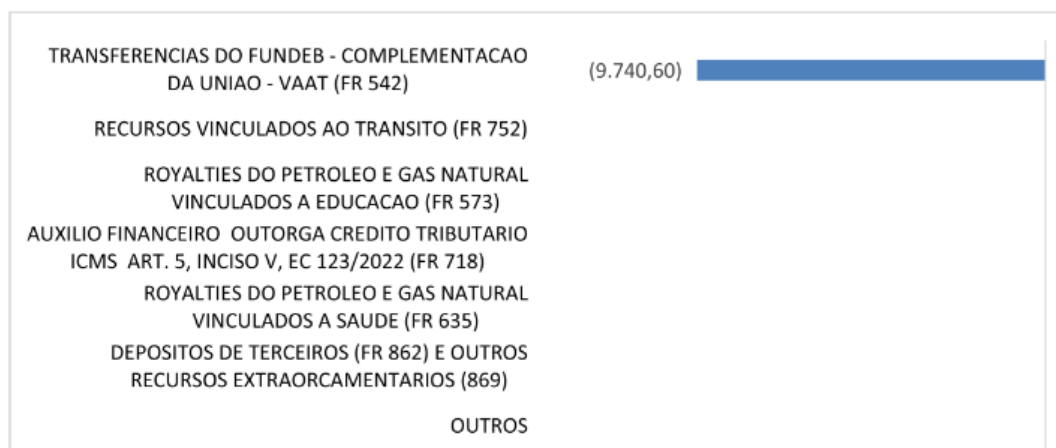 TRANSFERENCIAS DO FUNDEB - COMPLEMENTACAO
DA UNIAO - VAAT (FR 542)
(9.740,60)
RECURSOS VINCULADOS AO TRANSITO (FR 752)
ROYALTIES DO PETROLEO E GAS NATURAL
VINCULADOS A EDUCACAO (FR 573)
AUXILIO FINANCEIRO  OUTORGA CREDITO TRIBUTARIO
ICMS  ART. 5, INCISO V, EC 123/2022 (FR 718)
ROYALTIES DO PETROLEO E GAS NATURAL
VINCULADOS A SAUDE (FR 635)
DEPOSITOS DE TERCEIROS (FR 862) E OUTROS
RECURSOS EXTRAORCAMENTARIOS (869)
OUTROS